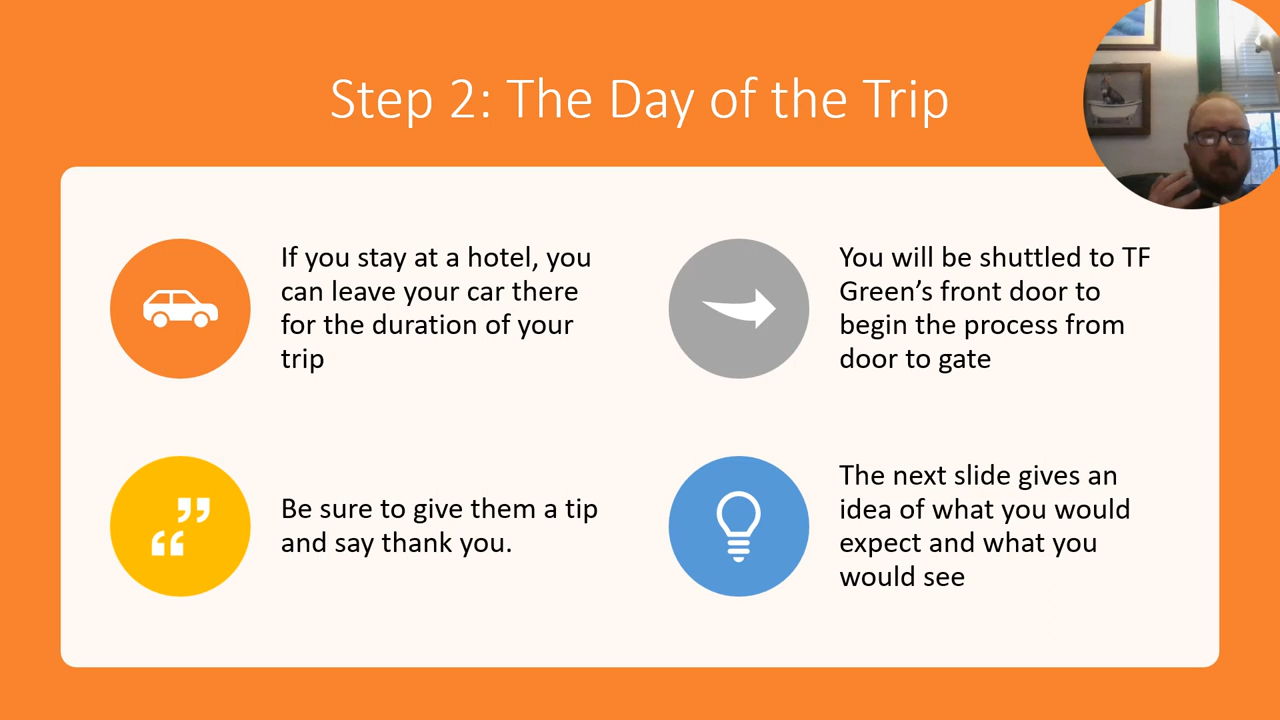 Step 2: The Day of the Trip
If you stay at a hotel, you
can leave your car there
for the duration of your
trip
You will be shuttled to TF
Green’s front door to
begin the process from
door to gate
Be sure to give them a tip
and say thank you.
The next slide gives an
idea of what you would
expect and what you
would see